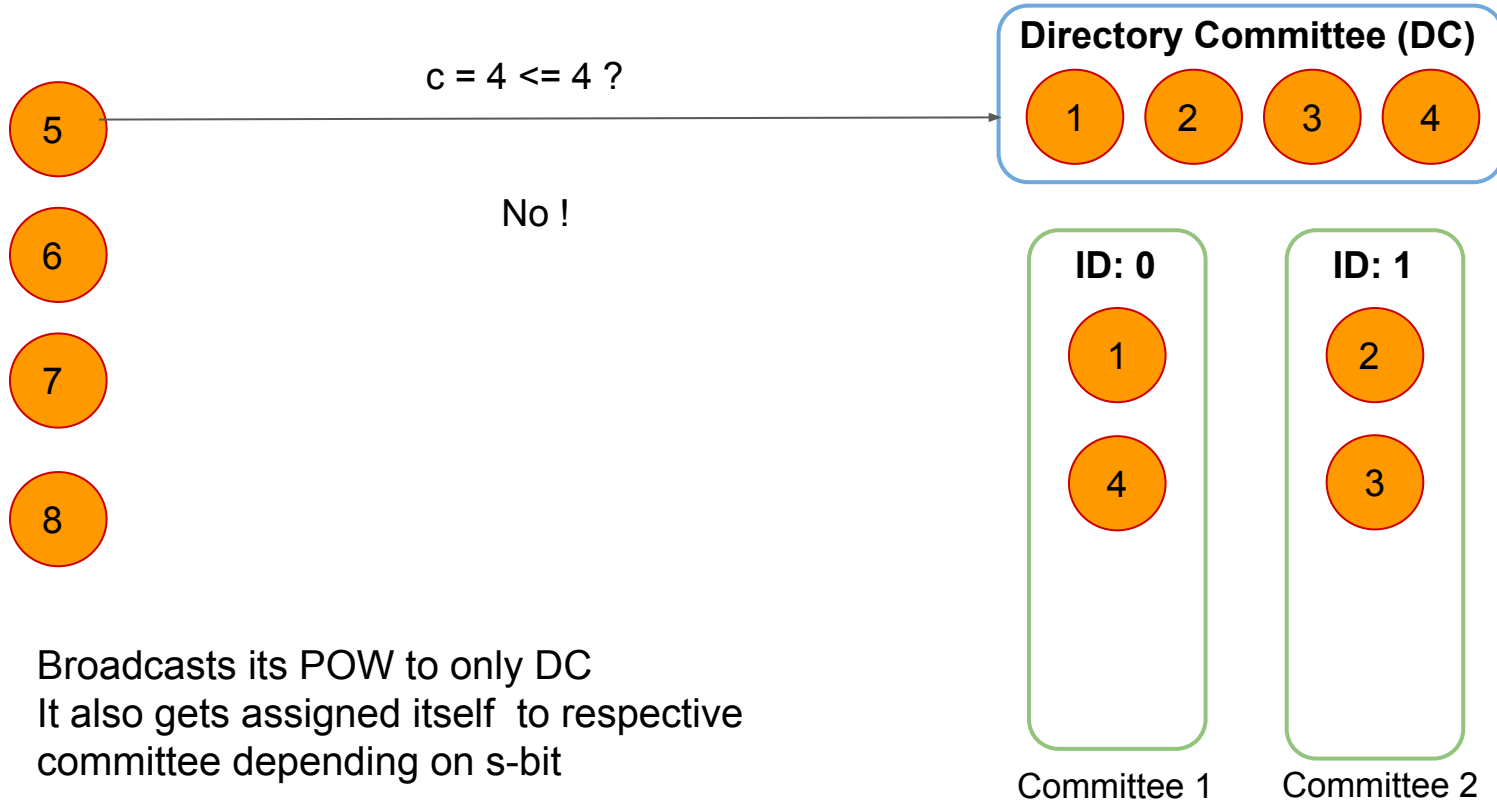 Directory Committee (DC)
c = 4 <= 4 ?
5
1 2 3 4
No !
6
ID: 0 ID: 1
1 2
7
4 3
8
Broadcasts its POW to only DC
It also gets assigned itself to respective
committee depending on s-bit
Committee 1 Committee 2